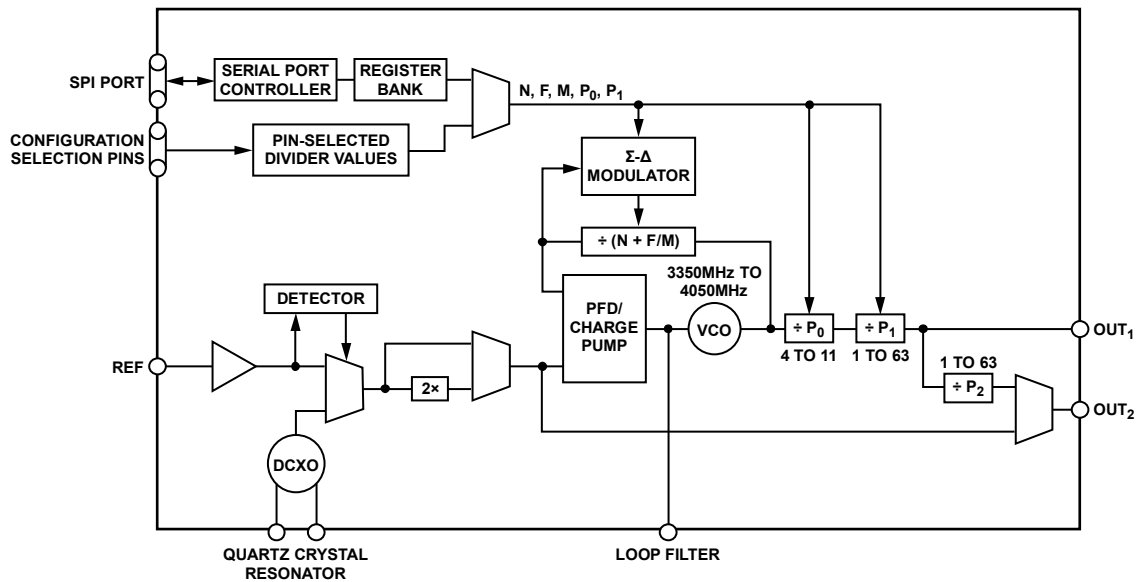 SPI PORT
SERIAL PORT
CONTROLLER
REGISTER
BANK
N, F, M, P0, P1
CONFIGURATION
SELECTION PINS
PIN-SELECTED
DIVIDER VALUES
Σ-Δ
MODULATOR
÷ (N + F/M)
3350MHz TO
4050MHz
DETECTOR
PFD/
CHARGE
PUMP
VCO
÷ P0
4 TO 11
÷ P1
1 TO 63
OUT1
REF
2×
1 TO 63
÷ P2
OUT2
DCXO
QUARTZ CRYSTAL
RESONATOR
LOOP FILTER